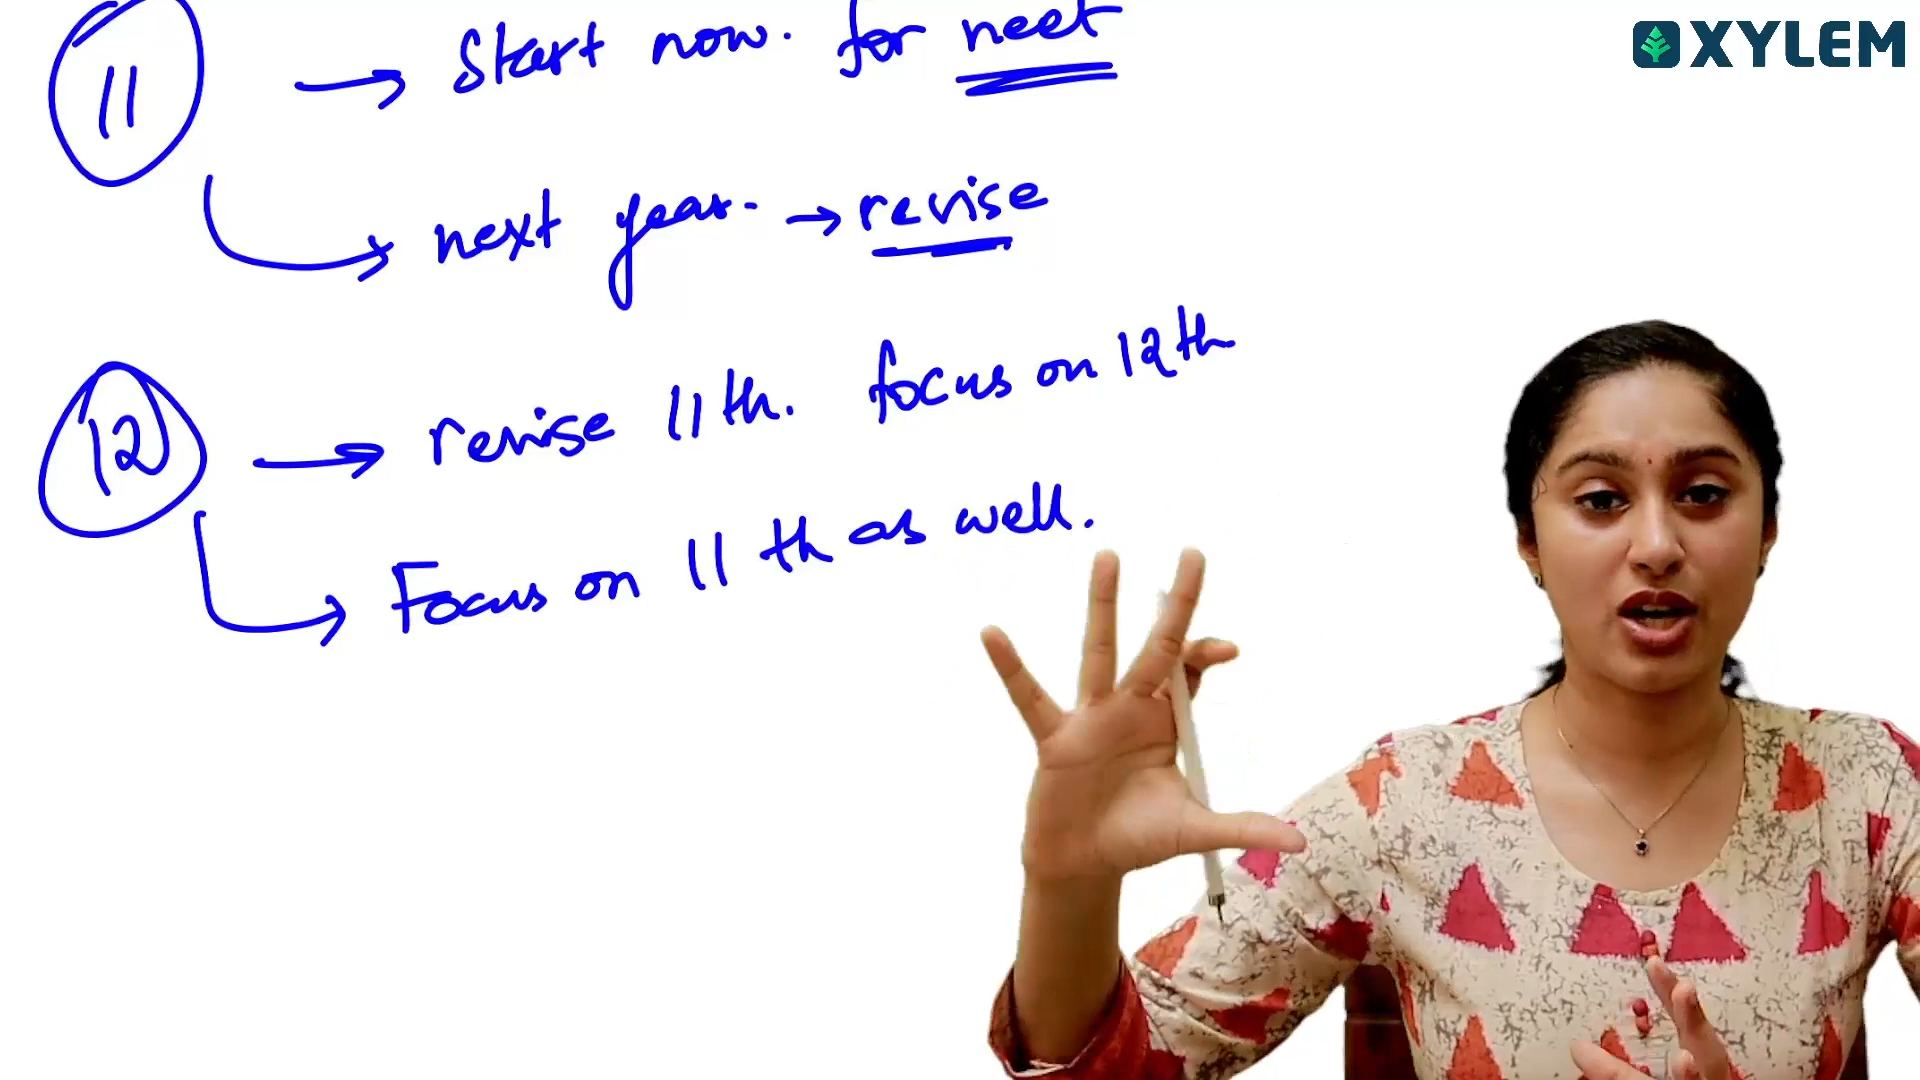 XYLEM
11 → Start now. for neet
→ next year. → revise
12 → revise 11th. focus on 12th
→ Focus on 11th as well.